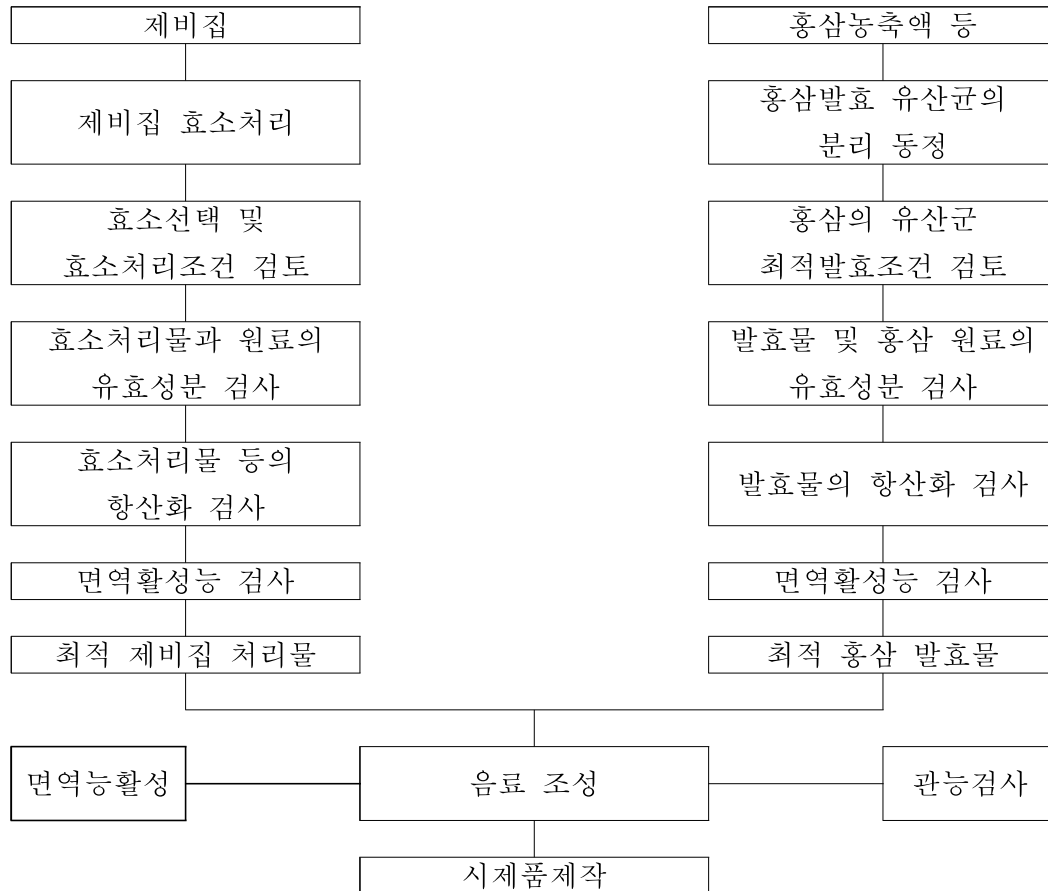 제비집
홍삼농축액 등
제비집 효소처리
홍삼발효 유산균의
분리 동정
효소선택 및
효소처리조건 검토
홍삼의 유산군
최적발효조건 검토
효소처리물과 원료의
유효성분 검사
발효물 및 홍삼 원료의
유효성분 검사
효소처리물 등의
항산화 검사
발효물의 항산화 검사
면역활성능 검사
면역활성능 검사
최적 제비집 처리물
최적 홍삼 발효물
면역능활성
음료 조성
관능검사
시제품제작